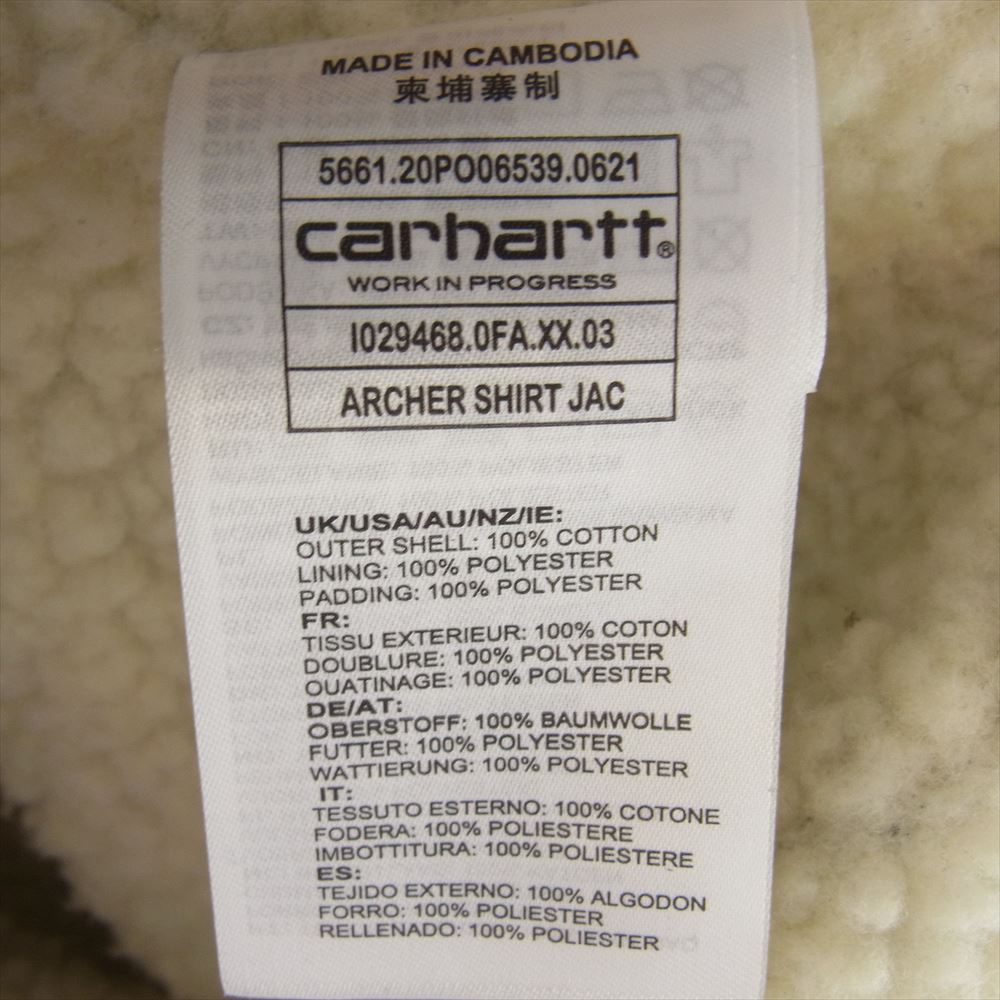 MADE IN CAMBODIA
柬埔寨制
5661.20PO06539.0621
carhartt®
WORK IN PROGRESS
I029468.0FA.XX.03
ARCHER SHIRT JAC
UK/USA/AU/NZ/IE:
OUTER SHELL: 100% COTTON
LINING: 100% POLYESTER
PADDING: 100% POLYESTER
FR:
TISSU EXTERIEUR: 100% COTON
DOUBLURE: 100% POLYESTER
OUATINAGE: 100% POLYESTER
DE/AT:
OBERSTOFF: 100% BAUMWOLLE
FUTTER: 100% POLYESTER
WATTIERUNG: 100% POLYESTER
IT:
TESSUTO ESTERNO: 100% COTONE
FODERA: 100% POLIESTERE
IMBOTTITURA: 100% POLIESTERE
ES:
TEJIDO EXTERNO: 100% ALGODON
FORRO: 100% POLIESTER
RELLENADO: 100% POLIESTER